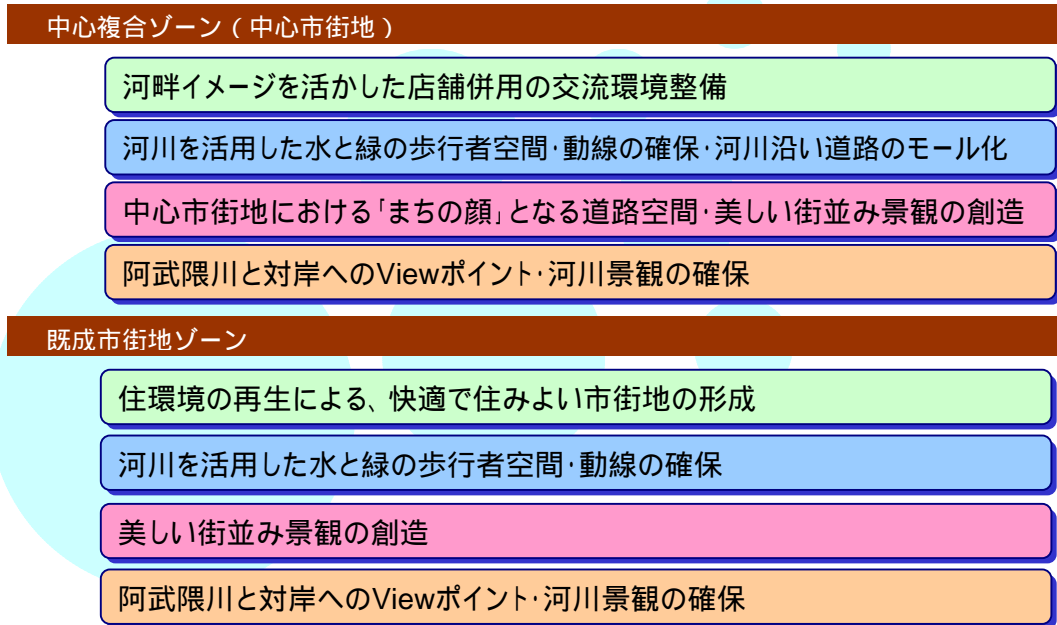 中心複合ゾーン（中心市街地）
河畔イメージを活かした店舗併用の交流環境整備
河川を活用した水と緑の歩行者空間・動線の確保・河川沿い道路のモール化
中心市街地における「まちの顔」となる道路空間・美しい街並み景観の創造
阿武隈川と対岸へのViewポイント・河川景観の確保
既成市街地ゾーン
住環境の再生による、快適で住みよい市街地の形成
河川を活用した水と緑の歩行者空間・動線の確保
美しい街並み景観の創造
阿武隈川と対岸へのViewポイント・河川景観の確保